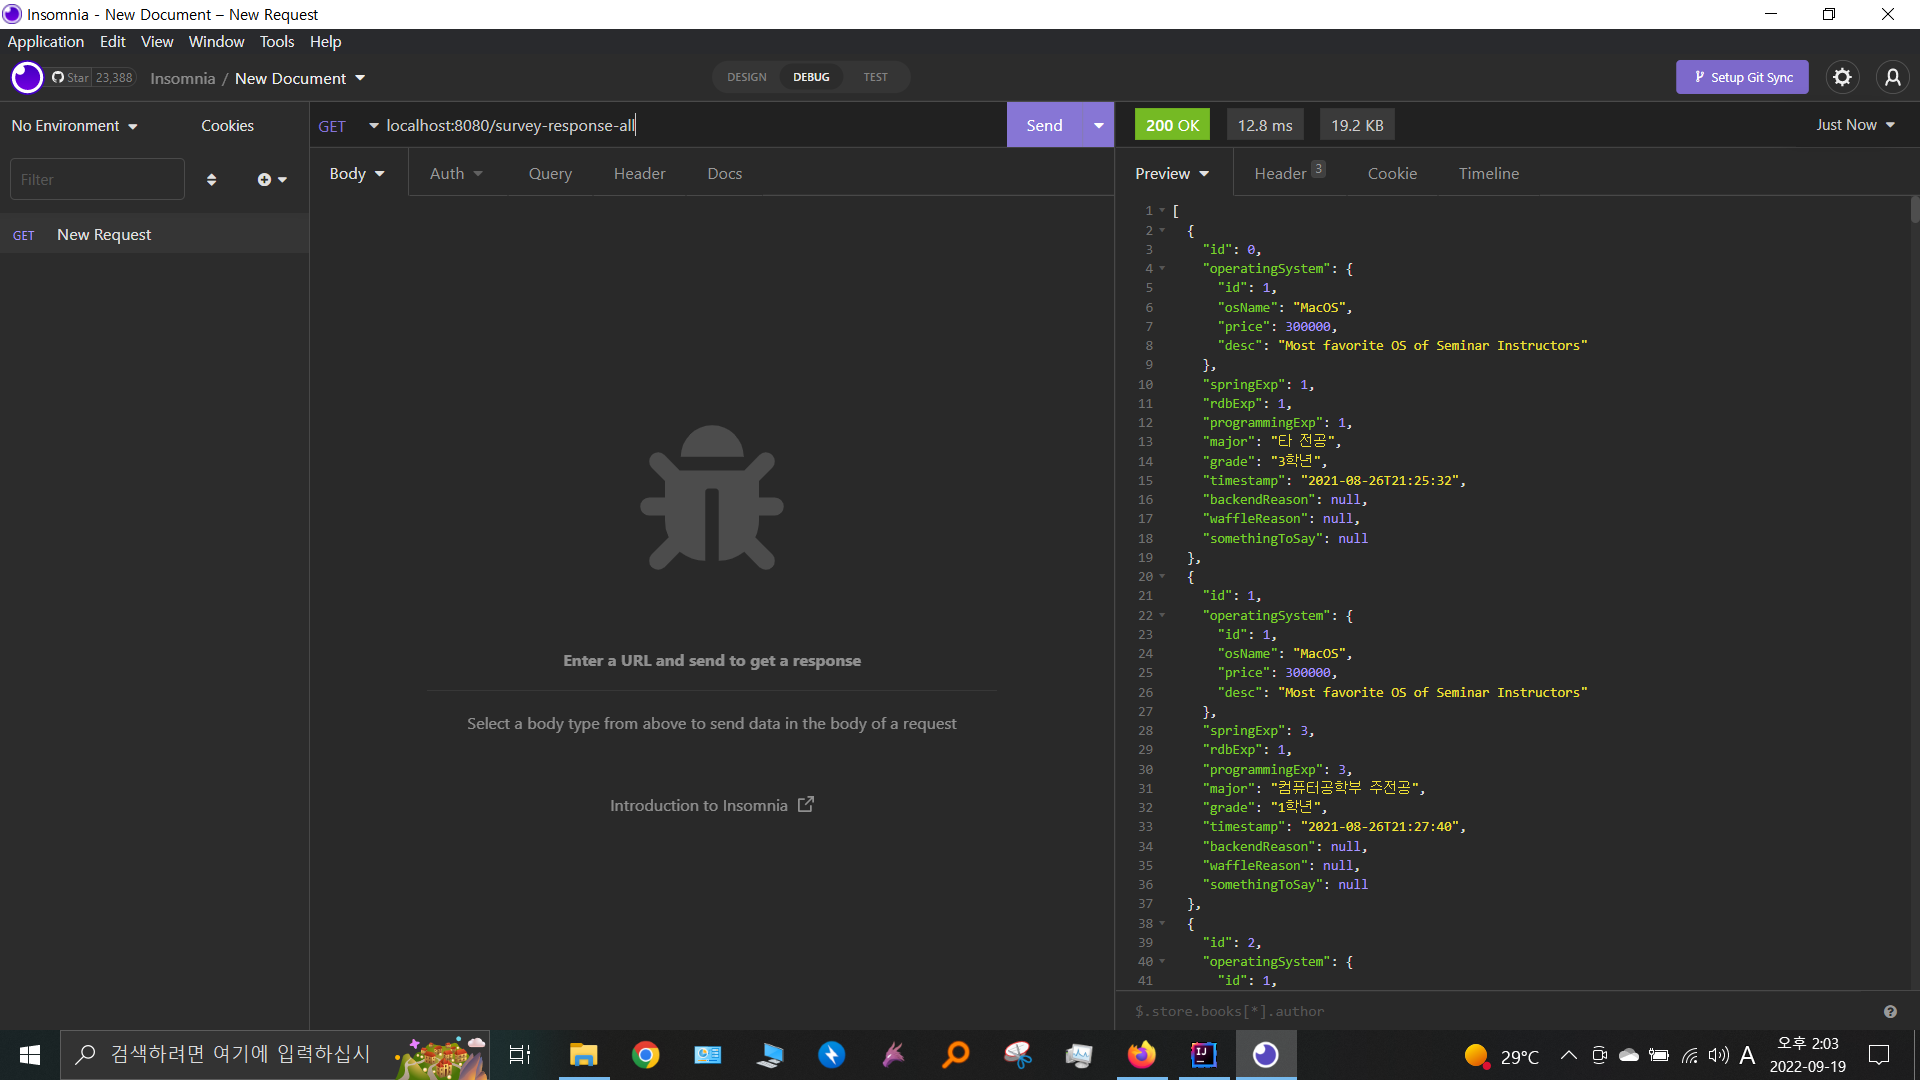 Insomnia - New Document – New Request
Application Edit View Window Tools Help
Star 23,388 Insomnia / New Document
DESIGN DEBUG TEST
Setup Git Sync
No Environment Cookies
Filter
GET New Request
GET localhost:8080/survey-response-all Send
Body Auth Query Header Docs
Enter a URL and send to get a response
Select a body type from above to send data in the body of a request
Introduction to Insomnia
200 OK 12.8 ms 19.2 KB Just Now
Preview Header 3 Cookie Timeline
1 [
2 {
3 "id": 0,
4 "operatingSystem": {
5 "id": 1,
6 "osName": "MacOS",
7 "price": 300000,
8 "desc": "Most favorite OS of Seminar Instructors"
9 },
10 "springExp": 1,
11 "rdbExp": 1,
12 "programmingExp": 1,
13 "major": "타 전공",
14 "grade": "3학년",
15 "timestamp": "2021-08-26T21:25:32",
16 "backendReason": null,
17 "waffleReason": null,
18 "somethingToSay": null
19 },
20 {
21 "id": 1,
22 "operatingSystem": {
23 "id": 1,
24 "osName": "MacOS",
25 "price": 300000,
26 "desc": "Most favorite OS of Seminar Instructors"
27 },
28 "springExp": 3,
29 "rdbExp": 1,
30 "programmingExp": 3,
31 "major": "컴퓨터공학부 주전공",
32 "grade": "1학년",
33 "timestamp": "2021-08-26T21:27:40",
34 "backendReason": null,
35 "waffleReason": null,
36 "somethingToSay": null
37 },
38 {
39 "id": 2,
40 "operatingSystem": {
41 "id": 1,
$.store.books[*].author
검색하려면 여기에 입력하십시
29°C A 오후 2:03
2022-09-19